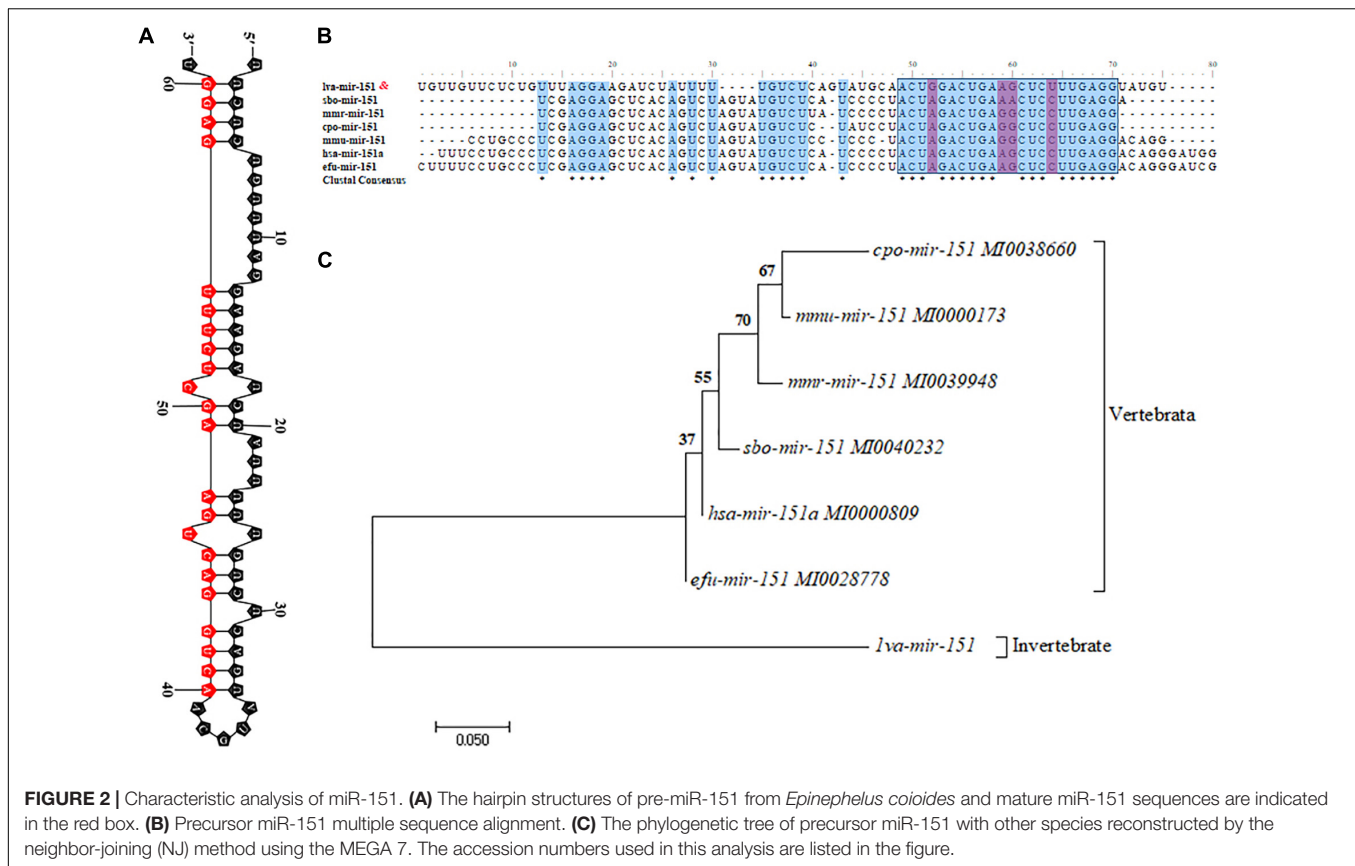 A
B
C
3'
5'
60
50
40
10
20
30
10 20 30 40 50 60 70 80
lva-mir-151 & UGUUGUUCUCUGUUUAGGAAGAUCUAUUUU----UGUCUCAGUAUGCAACUGGACUGAAGCUCUUUGAGGUAUGU-----
sbo-mir-151 ------------UCGAGGAGCUCACAGUCUAGUAUGUCUCA-UCCCCUACUAGACUGAAACUCCUUGAGGA---------
mmr-mir-151 ------------UCGAGGAGCUCACAGUCUAGUAUGUCUUA-UCCCCUACUAGACUGAGGCUCCUUGAGG----------
cpo-mir-151 ------------UCGAGGAGCUCACAGUCUAGUAUGUCUC--UAUCCUACUAGACUGAGGCUCCUUGAGG----------
mmu-mir-151 -----CCUGCCCUCGAGGAGCUCACAGUCUAGUAUGUCUCA-UCCCC-UACUAGACUGAGGCUCCUUGAGGACAGG----
hsa-mir-151a --UUUCCUGCCCUCGAGGAGCUCACAGUCUAGUAUGUCUCA-UCCCCUACUAGACUGAAGCUCCUUGAGGACAGGGAUGG
efu-mir-151 CUUUUCCUGCCCUCGAGGAGCUCACAGUCUAGUAUGUCUCA-UCCCCUACUAGACUGAAGCUCCUUGAGGACAGGGAUCG
Clustal Consensus * **** * * * ***** * *** ****** *** *******
cpo-mir-151 MI0038660
67
mmu-mir-151 MI0000173
70
mmr-mir-151 MI0039948
55
Vertebrata
37
sbo-mir-151 MI0040232
hsa-mir-151a MI0000809
efu-mir-151 MI0028778
lva-mir-151
Invertebrate
0.050
FIGURE 2 | Characteristic analysis of miR-151. (A) The hairpin structures of pre-miR-151 from Epinephelus coioides and mature miR-151 sequences are indicated
in the red box. (B) Precursor miR-151 multiple sequence alignment. (C) The phylogenetic tree of precursor miR-151 with other species reconstructed by the
neighbor-joining (NJ) method using the MEGA 7. The accession numbers used in this analysis are listed in the figure.